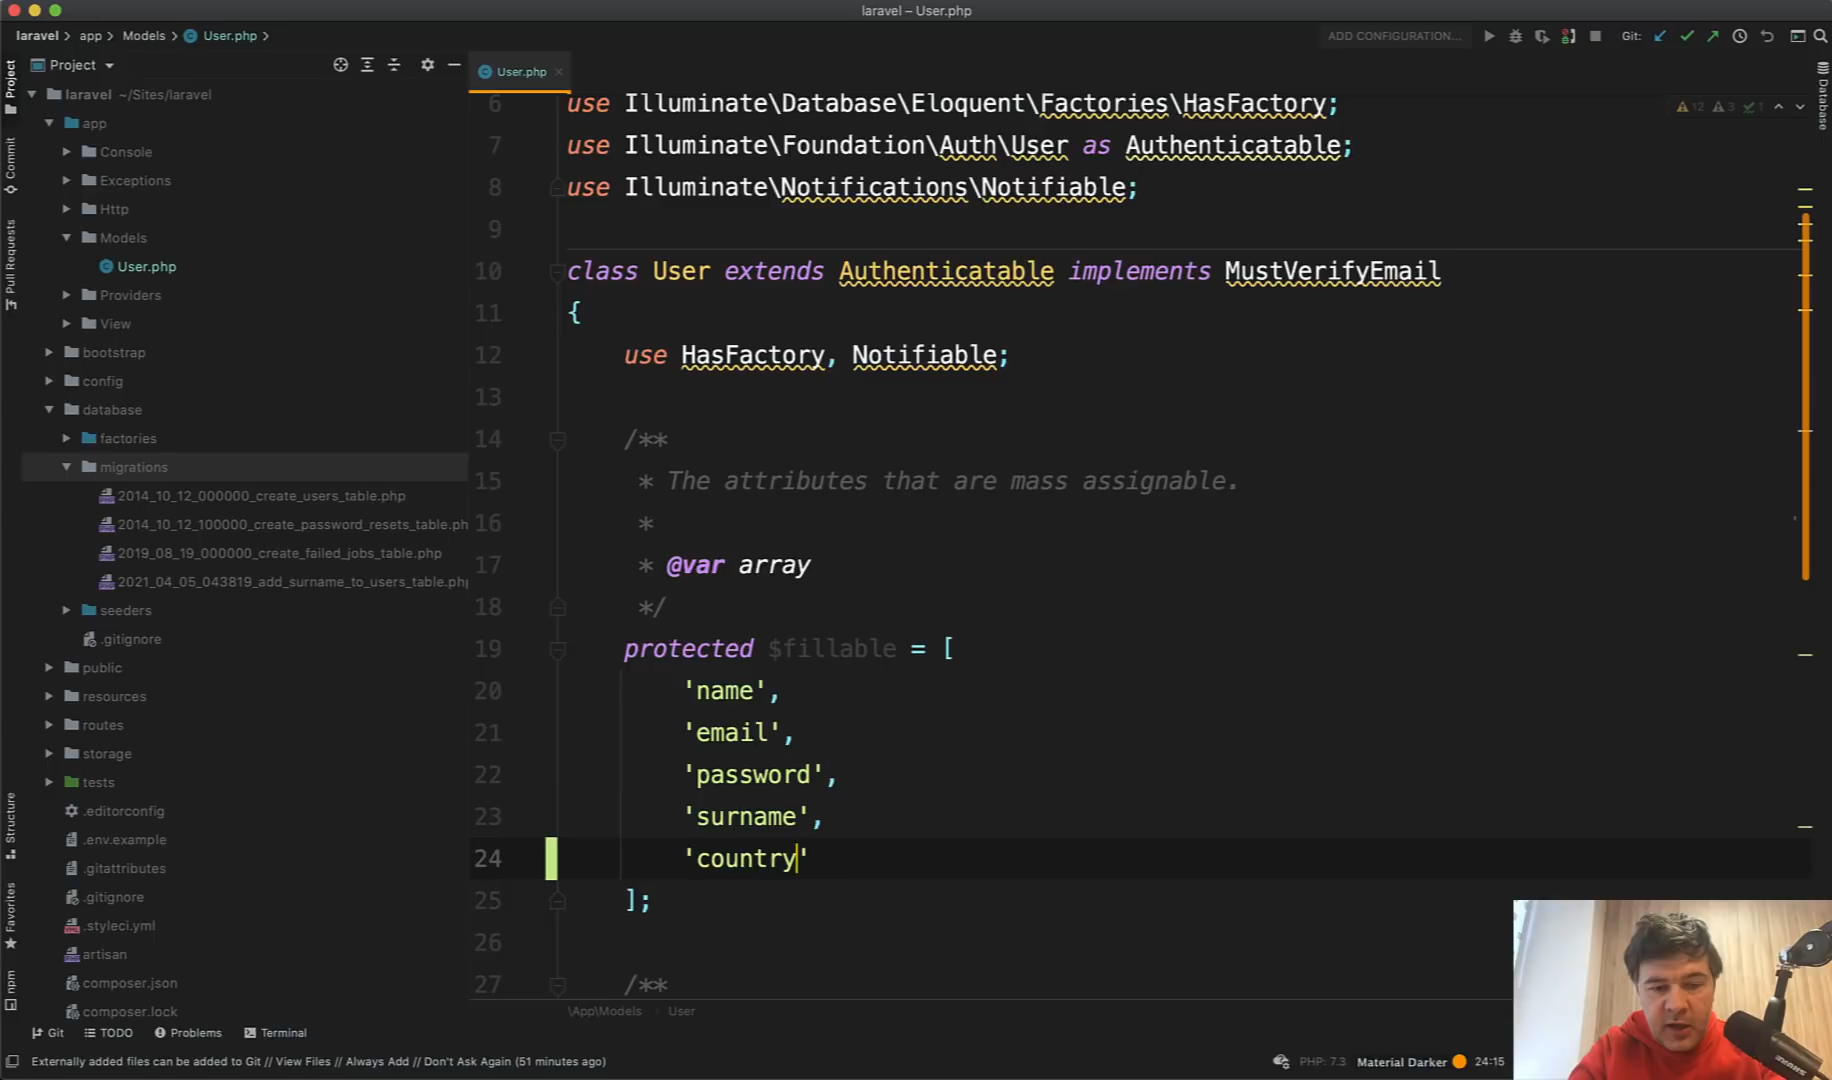 laravel – User.php
laravel > app > Models > User.php >
ADD CONFIGURATION...
Git:
Project
User.php
laravel ~/Sites/laravel
app
Console
Exceptions
Http
Models
User.php
Providers
View
bootstrap
config
database
factories
migrations
2014_10_12_000000_create_users_table.php
2014_10_12_100000_create_password_resets_table.ph
2019_08_19_000000_create_failed_jobs_table.php
2021_04_05_043819_add_surname_to_users_table.php
seeders
.gitignore
public
resources
routes
storage
tests
.editorconfig
.env.example
.gitattributes
.gitignore
.styleci.yml
artisan
composer.json
composer.lock
Project
Commit
Pull Requests
Structure
Favorites
npm
12 3 1
Database
6 use Illuminate\Database\Eloquent\Factories\HasFactory;
7 use Illuminate\Foundation\Auth\User as Authenticatable;
8 use Illuminate\Notifications\Notifiable;
9
10 class User extends Authenticatable implements MustVerifyEmail
11 {
12 use HasFactory, Notifiable;
13
14 /**
15 * The attributes that are mass assignable.
16 *
17 * @var array
18 */
19 protected $fillable = [
20 'name',
21 'email',
22 'password',
23 'surname',
24 'country'
25 ];
26
27 /**
\App\Models > User
Git TODO Problems Terminal
Externally added files can be added to Git // View Files // Always Add // Don't Ask Again (51 minutes ago)
PHP: 7.3 Material Darker 24:15